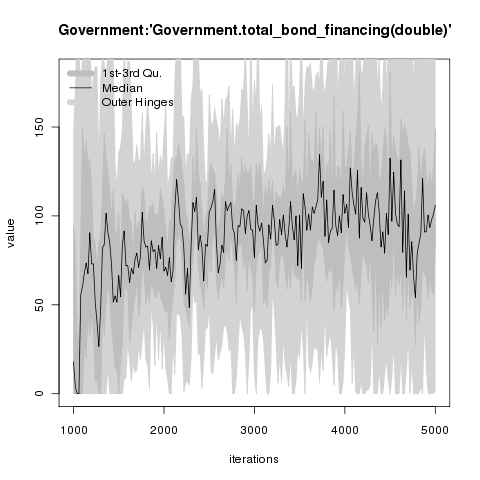 Government:'Government.total_bond_financing(double)'
1st-3rd Qu.
Median
Outer Hinges
value
150
100
50
0
1000
2000
3000
4000
5000
iterations